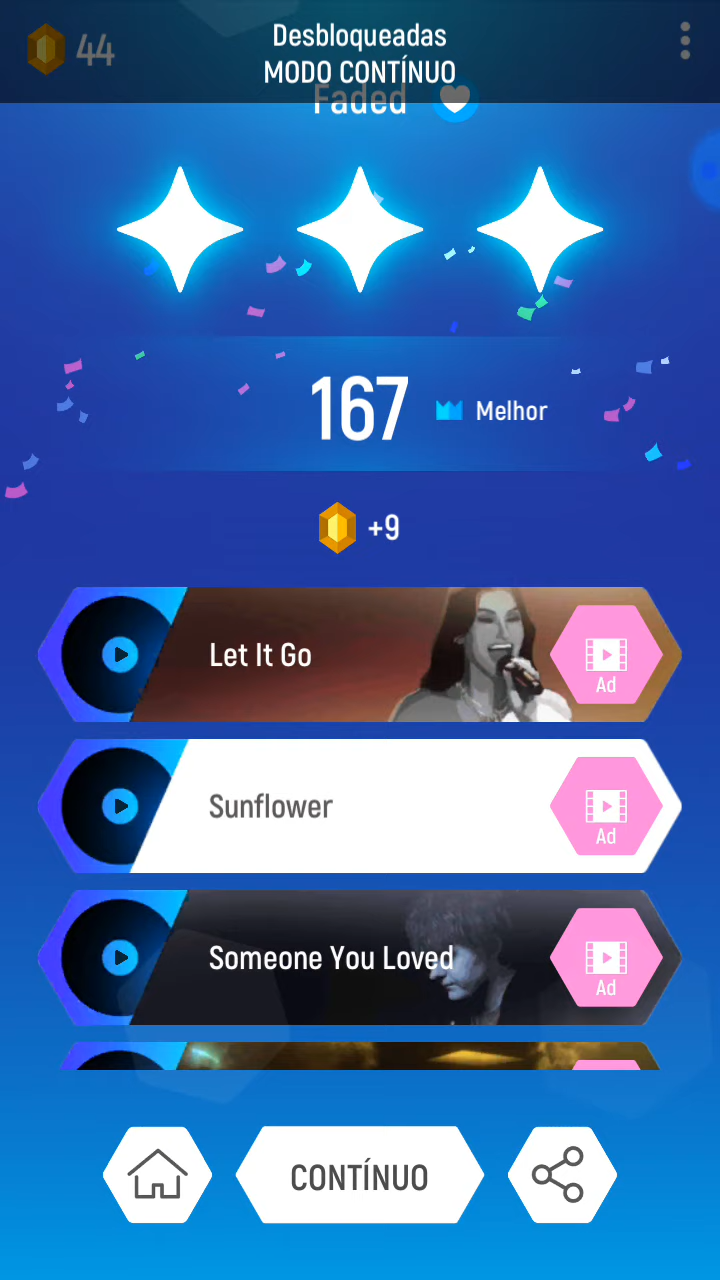 44
Desbloqueadas
MODO CONTÍNUO
Faded
167
Melhor
+9
Let It Go
Ad
Sunflower
Ad
Someone You Loved
Ad
CONTÍNUO